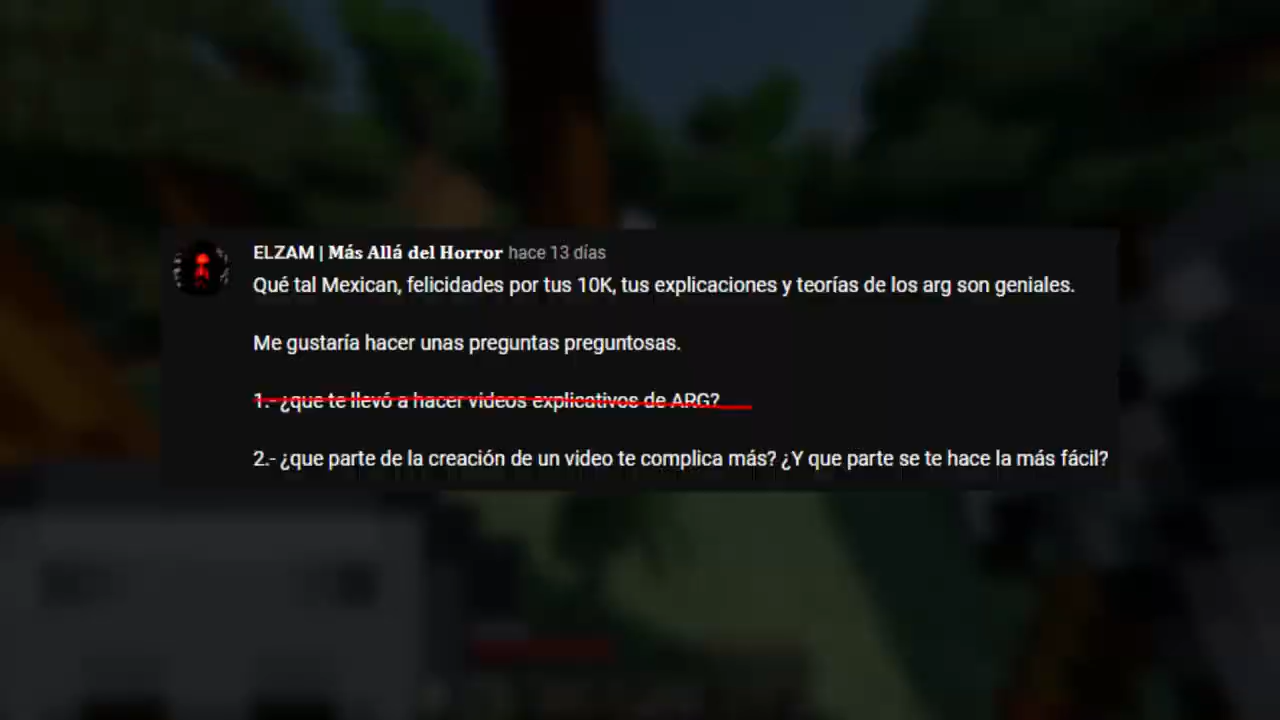 ELZAM | Más Allá del Horror hace 13 días
Qué tal Mexican, felicidades por tus 10K, tus explicaciones y teorías de los arg son geniales.
Me gustaría hacer unas preguntas preguntosas.
1.- ¿que te llevó a hacer videos explicativos de ARG?
2.- ¿que parte de la creación de un video te complica más? ¿Y que parte se te hace la más fácil?